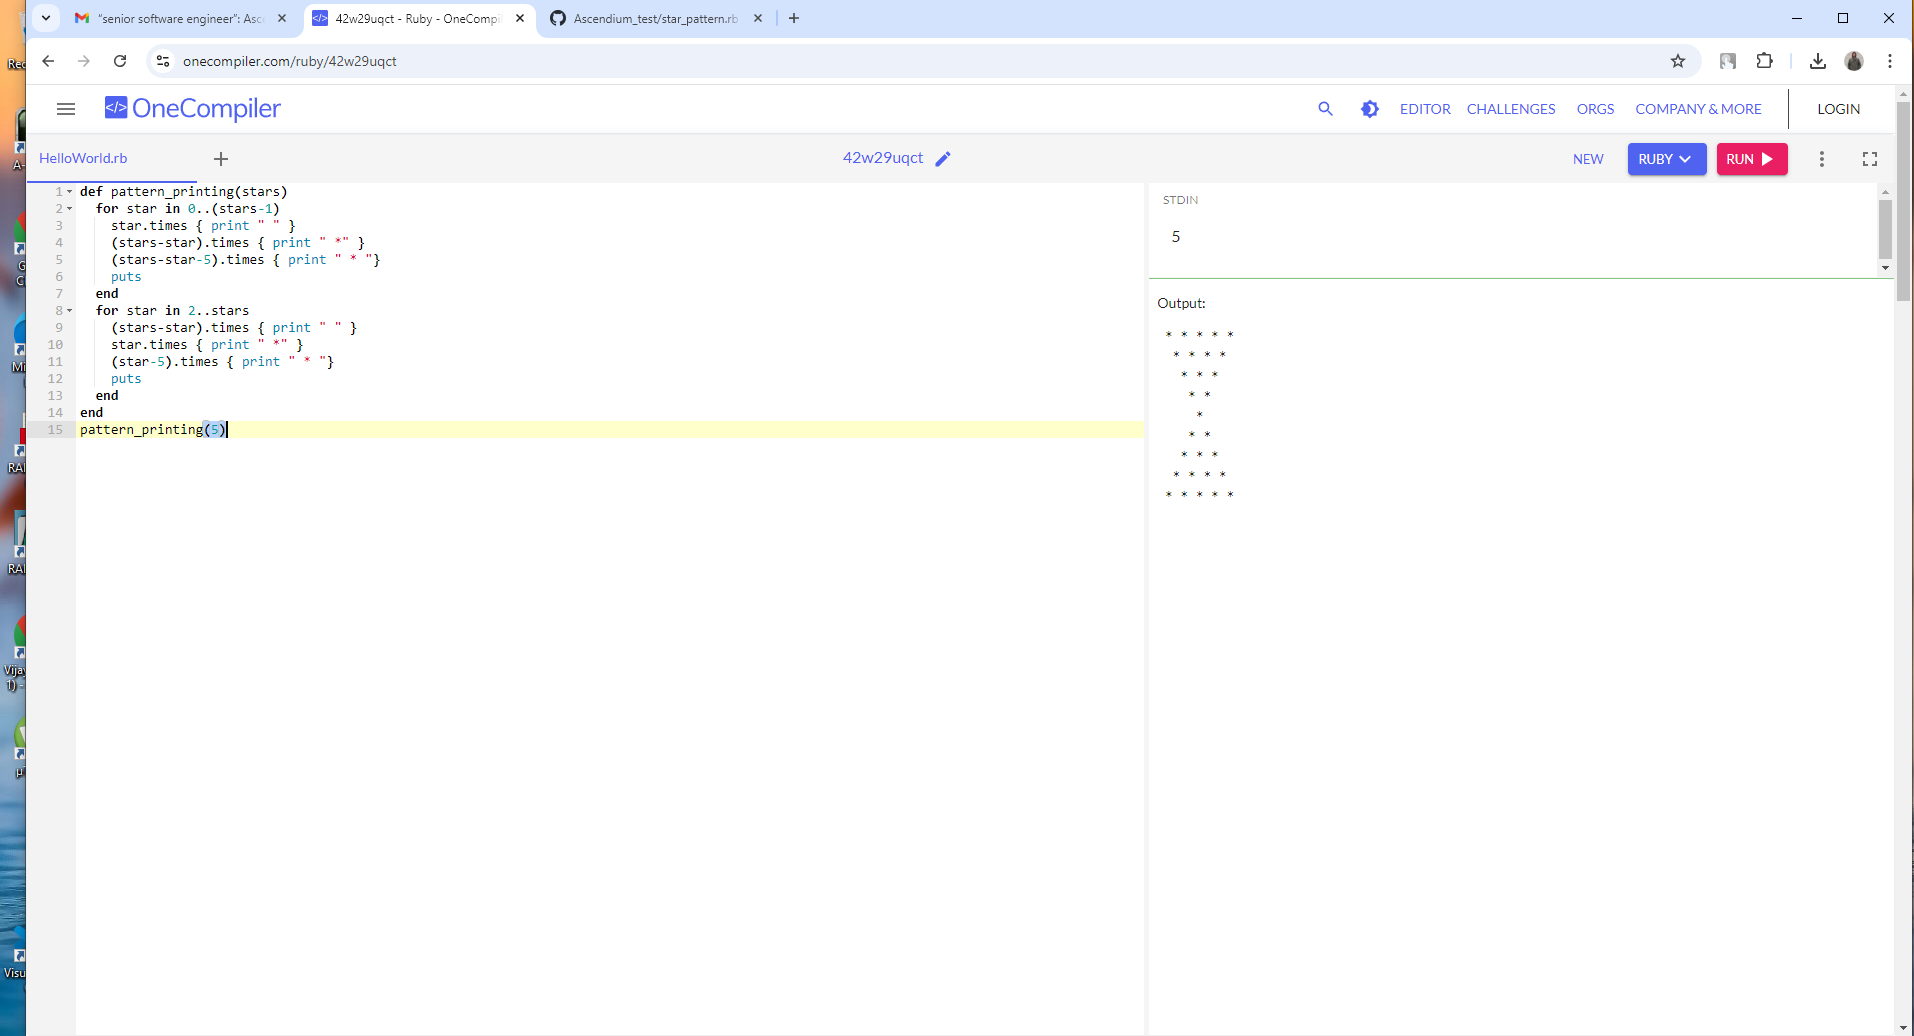 "senior software engineer": Asc
42w29uqct - Ruby - OneCompi
Ascendium_test/star_pattern.rb
onecompiler.com/ruby/42w29uqct
</> OneCompiler
EDITOR
CHALLENGES
ORGS
COMPANY & MORE
LOGIN
HelloWorld.rb
42w29uqct
NEW
RUBY
RUN
1 def pattern_printing(stars)
2   for star in 0..(stars-1)
3     star.times { print " " }
4     (stars-star).times { print " *" }
5     (stars-star-5).times { print " * "}
6     puts
7   end
8   for star in 2..stars
9     (stars-star).times { print " " }
10     star.times { print " *" }
11     (star-5).times { print " * "}
12     puts
13   end
14 end
15 pattern_printing(5)
STDIN
5
Output:
 * * * * *
  * * * *
   * * *
    * *
     *
    * *
   * * *
  * * * *
 * * * * *
Rec
A-
G
C
Mi
RAI
RAI
Vijay
1) -
μ
Visu